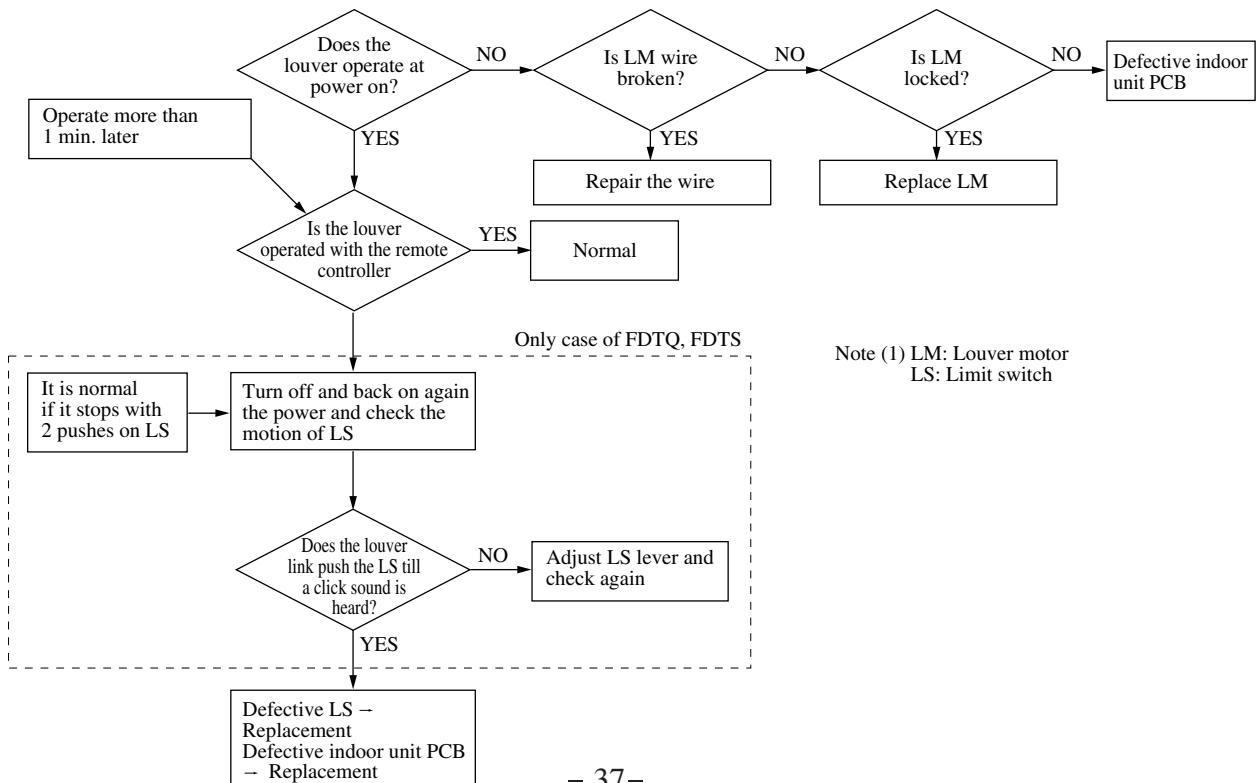 Does the
louver operate at
power on?
NO
Is LM wire
broken?
NO
Is LM
locked?
NO
Defective indoor
unit PCB
Operate more than
1 min. later
YES
YES
YES
Repair the wire
Replace LM
Is the louver
operated with the remote
controller
YES
Normal
Only case of FDTQ, FDTS
Note (1) LM: Louver motor
LS: Limit switch
It is normal
if it stops with
2 pushes on LS
Turn off and back on again
the power and check the
motion of LS
Does the louver
link push the LS till
a click sound is
heard?
NO
Adjust LS lever and
check again
YES
Defective LS →
Replacement
Defective indoor unit PCB
→ Replacement
– 37 –